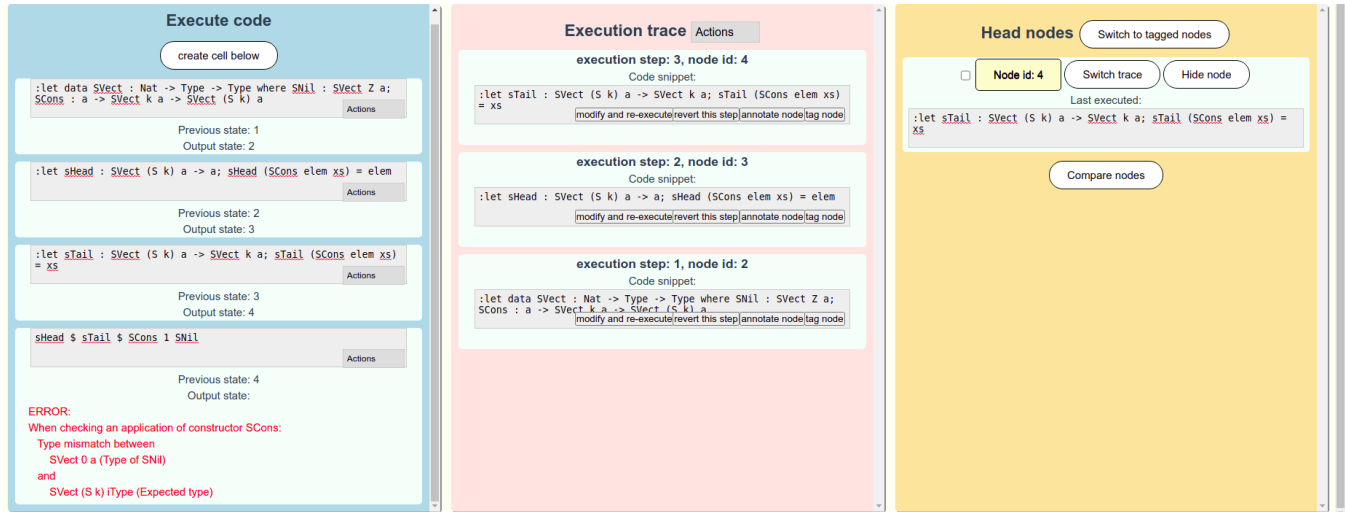 Execute code
create cell below
:let data SVect : Nat -> Type -> Type where SNil : SVect Z a;
SCons : a -> SVect k a -> SVect (S k) a
Actions
Previous state: 1
Output state: 2
:let sHead : SVect (S k) a -> a; sHead (SCons elem xs) = elem
Actions
Previous state: 2
Output state: 3
:let sTail : SVect (S k) a -> SVect k a; sTail (SCons elem xs)
= xs
Actions
Previous state: 3
Output state: 4
sHead $ sTail $ SCons 1 SNil
Actions
Previous state: 4
Output state:
ERROR:
When checking an application of constructor SCons:
Type mismatch between
SVect 0 a (Type of SNil)
and
SVect (S k) iType (Expected type)
Execution trace Actions
execution step: 3, node id: 4
Code snippet:
:let sTail : SVect (S k) a -> SVect k a; sTail (SCons elem xs)
= xs
modify and re-execute revert this step annotate node tag node
execution step: 2, node id: 3
Code snippet:
:let sHead : SVect (S k) a -> a; sHead (SCons elem xs) = elem
modify and re-execute revert this step annotate node tag node
execution step: 1, node id: 2
Code snippet:
:let data SVect : Nat -> Type -> Type where SNil : SVect Z a;
SCons : a -> SVect k a -> SVect (S k) a
modify and re-execute revert this step annotate node tag node
Head nodes Switch to tagged nodes
Node id: 4 Switch trace Hide node
Last executed:
:let sTail : SVect (S k) a -> SVect k a; sTail (SCons elem xs) =
xs
Compare nodes